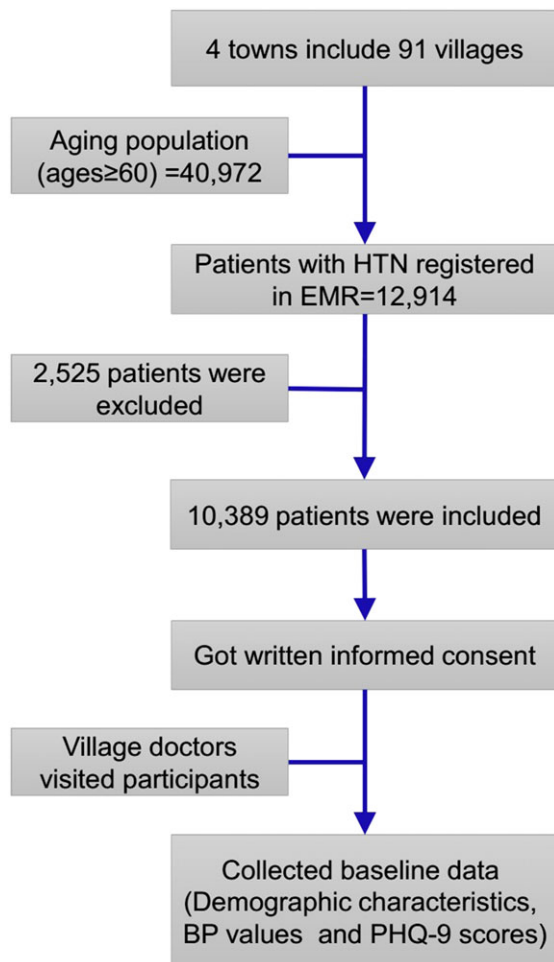 4 towns include 91 villages
Aging population
(ages≥60) =40,972
Patients with HTN registered
in EMR=12,914
2,525 patients were
excluded
10,389 patients were included
Got written informed consent
Village doctors
visited participants
Collected baseline data
(Demographic characteristics,
BP values and PHQ-9 scores)